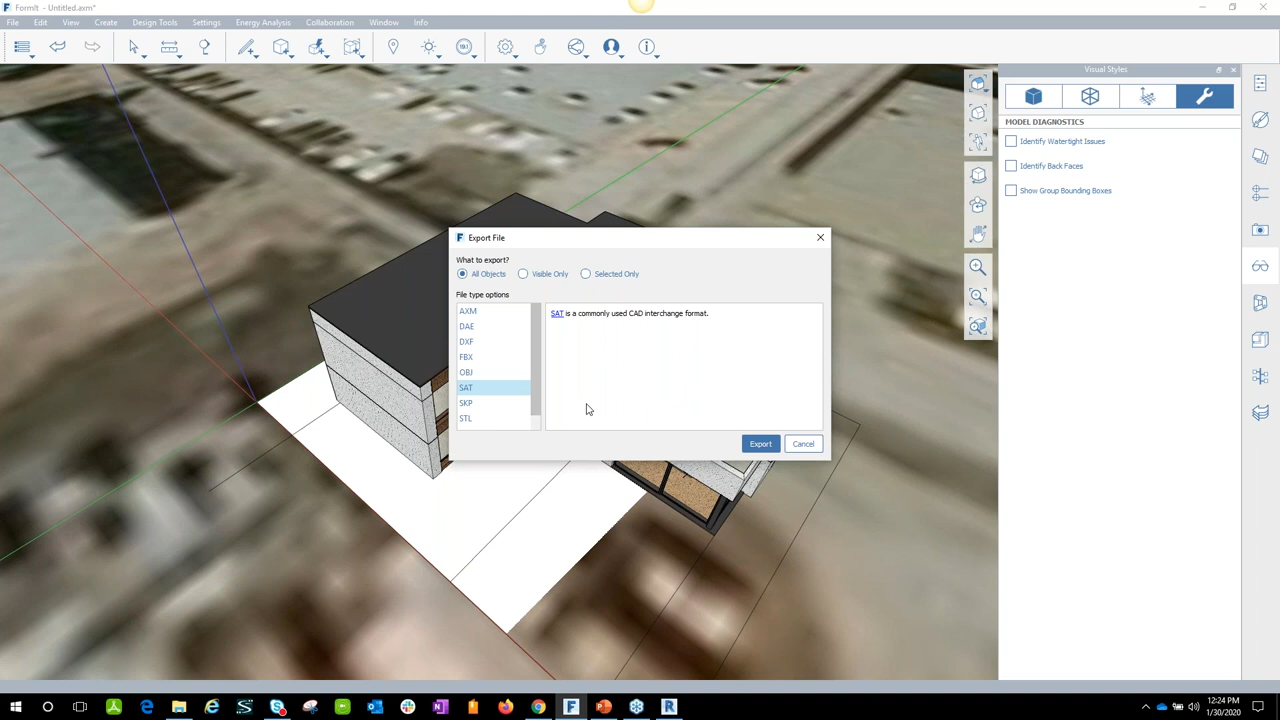 FormIt - Untitled.axm*
File Edit View Create Design Tools Settings Energy Analysis Collaboration Window Info
Visual Styles
MODEL DIAGNOSTICS
Identify Watertight Issues
Identify Back Faces
Show Group Bounding Boxes
Export File
What to export?
All Objects Visible Only Selected Only
File type options
AXM
DAE
DXF
FBX
OBJ
SAT
SKP
STL
SAT is a commonly used CAD interchange format.
Export Cancel
12:24 PM
1/30/2020